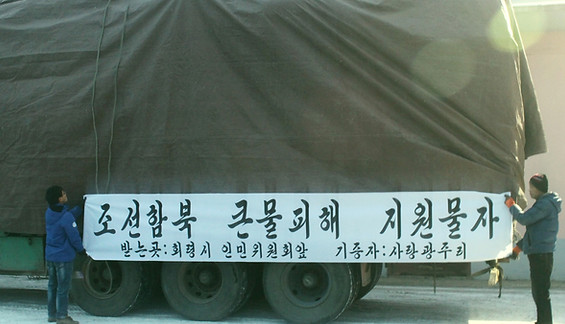 조선함북 큰물피해 지원물자
받는곳:회령시 인민위원회앞 기증자:사랑광주리